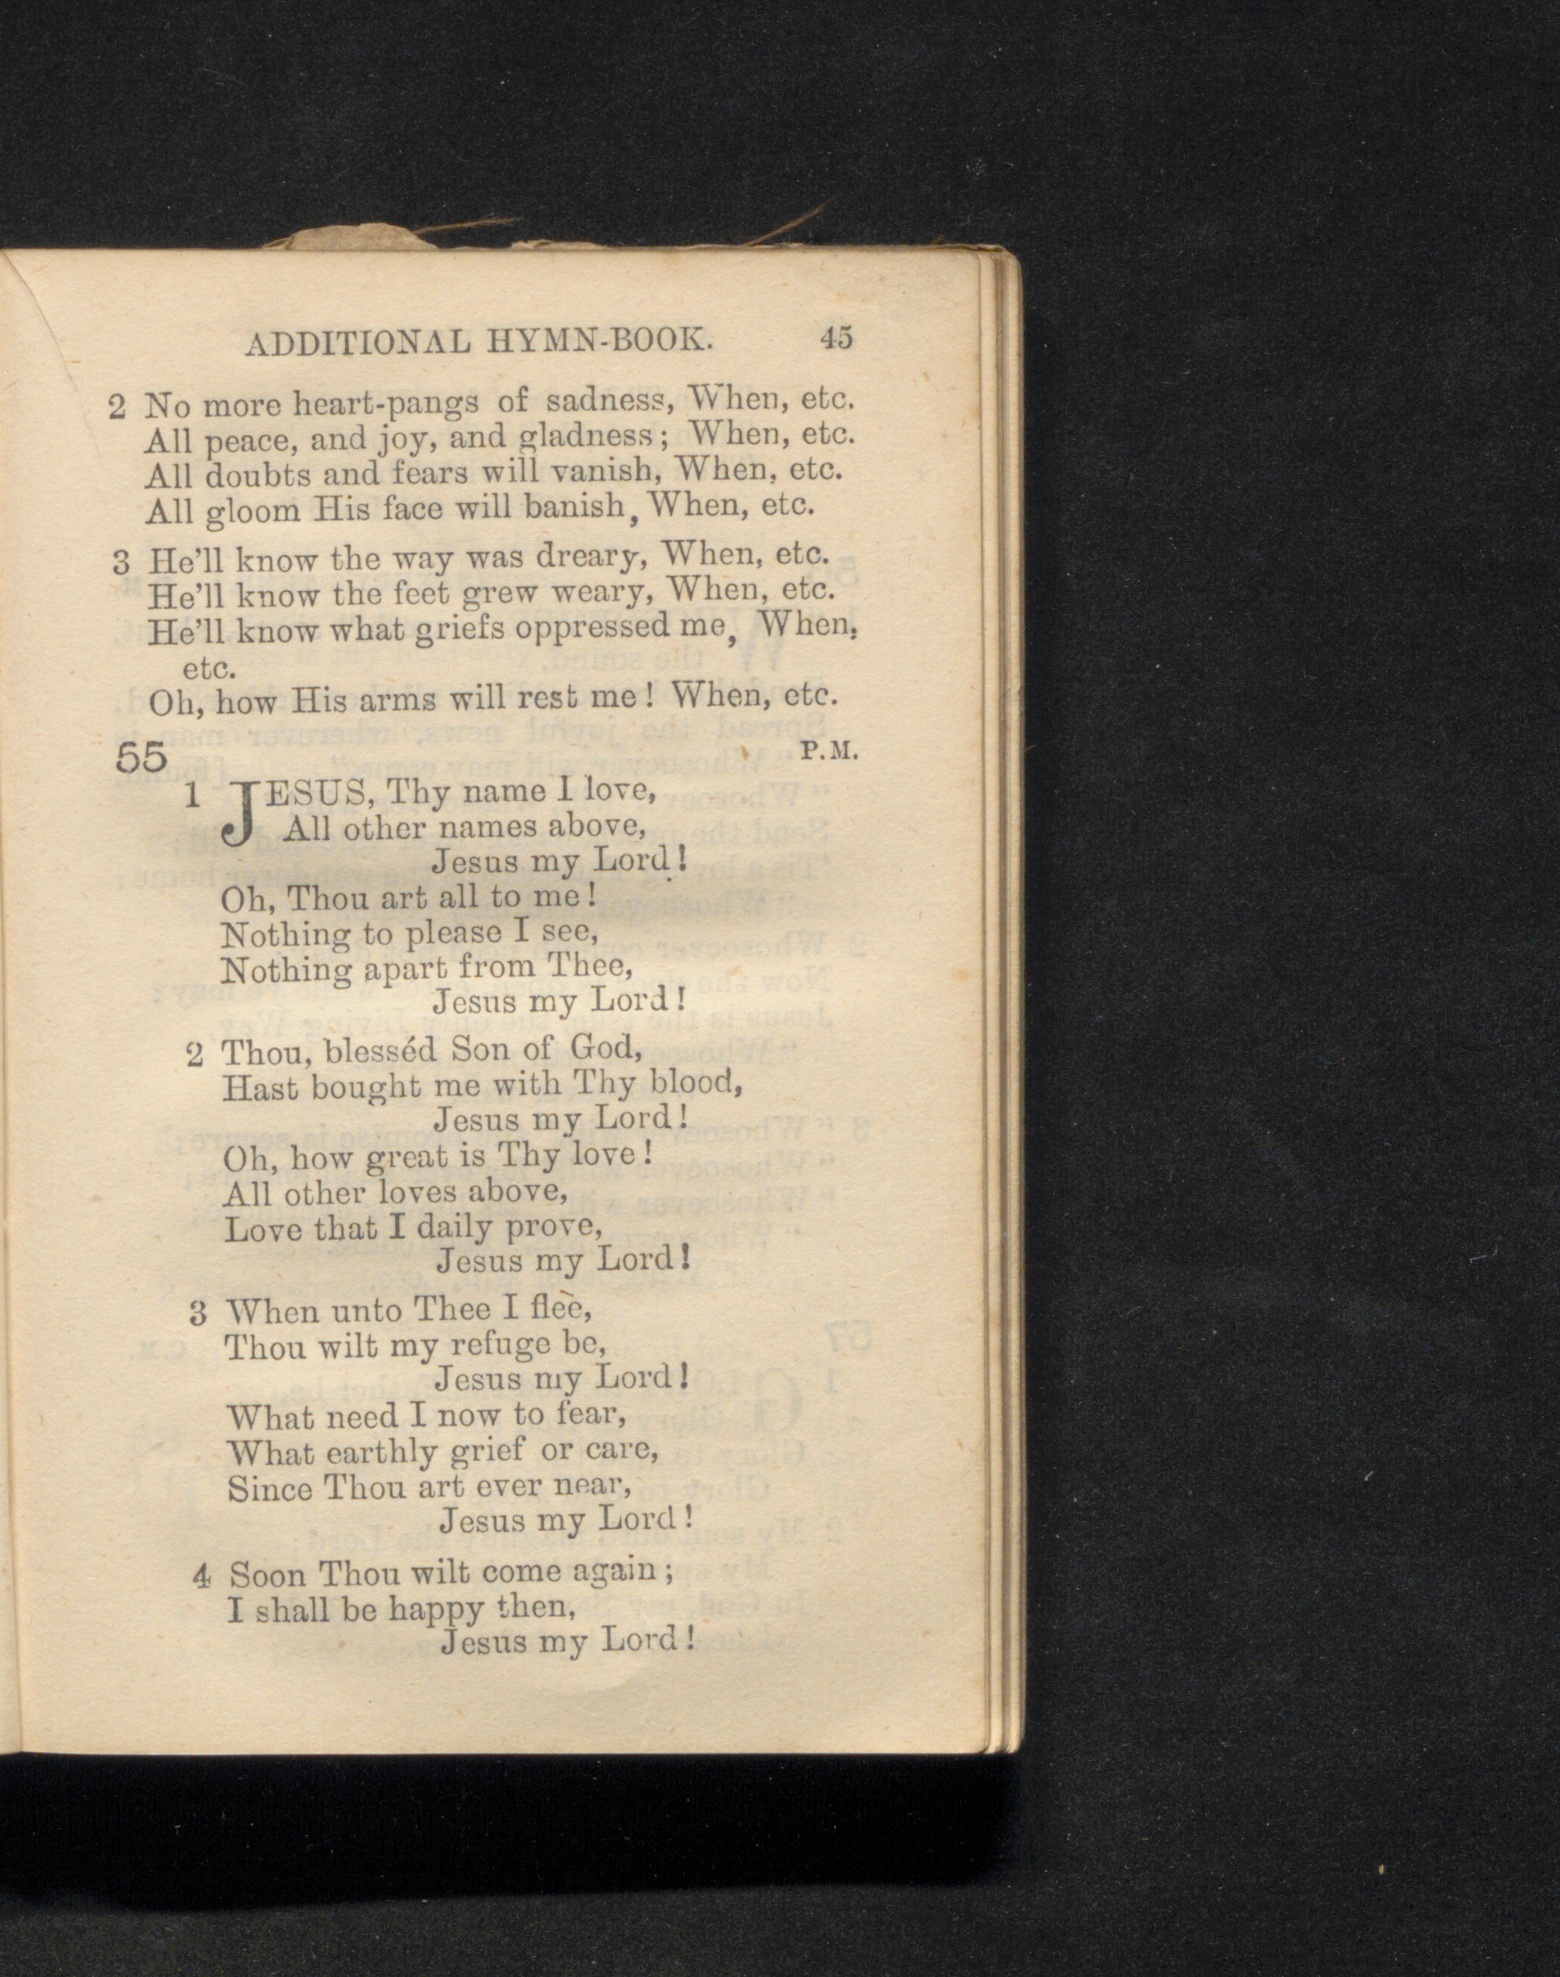 ADDITIONAL HYMN-BOOK. 45
2 No more heart-pangs of sadness, When, etc.
All peace, and joy, and gladness; When, etc.
All doubts and fears will vanish, When, etc.
All gloom His face will banish, When, etc.
3 He'll know the way was dreary, When, etc.
He'll know the feet grew weary, When, etc.
He'll know what griefs oppressed me, When,
etc.
Oh, how His arms will rest me! When, etc.
55 P.M.
1 JESUS, Thy name I love,
All other names above,
Jesus my Lord!
Oh, Thou art all to me!
Nothing to please I see,
Nothing apart from Thee,
Jesus my Lord!
2 Thou, blesséd Son of God,
Hast bought me with Thy blood,
Jesus my Lord!
Oh, how great is Thy love!
All other loves above,
Love that I daily prove,
Jesus my Lord!
3 When unto Thee I flee,
Thou wilt my refuge be,
Jesus my Lord!
What need I now to fear,
What earthly grief or care,
Since Thou art ever near,
Jesus my Lord!
4 Soon Thou wilt come again;
I shall be happy then,
Jesus my Lord!